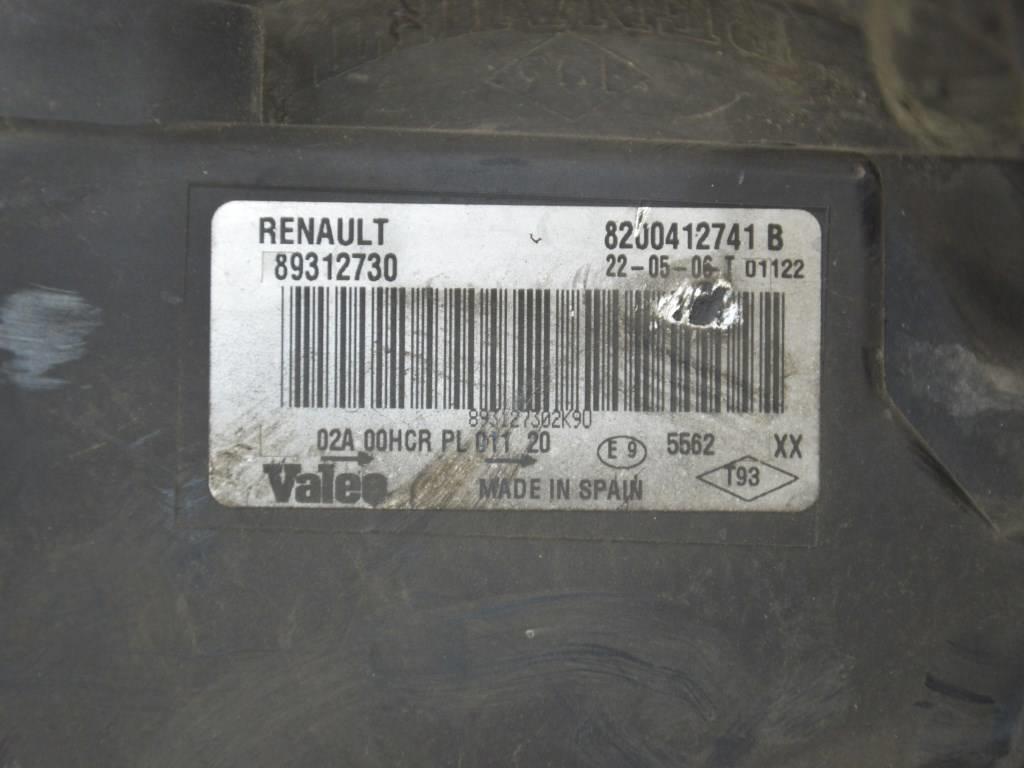 RENAULT 8200412741 B
89312730 22-05-06-T 01122
893127302K90
02A 00HCR PL 011 20 E 9 5562 XX
Valeo MADE IN SPAIN T93